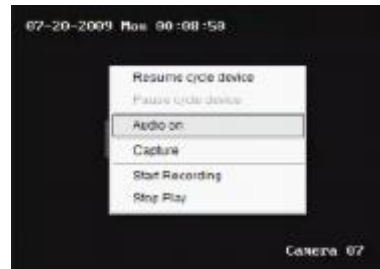 07-20-2009 Mon 00:08:50
Resume cycle device
Pause cycle device
Audio on
Capture
Start Recording
Stop Play
Camera 07